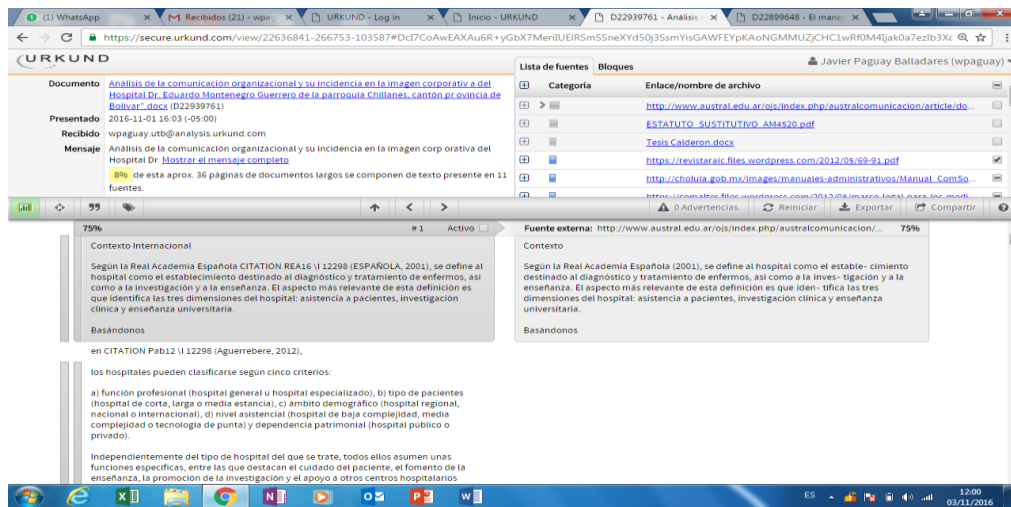 (1) WhatsApp
Recibidos (21) - wpag
URKUND - Log in
Inicio - URKUND
D22939761 - Análisis
D22899648 - El mane
https://secure.urkund.com/view/22636841-266753-103587#
URKUND
Documento Análisis de la comunicación organizacional y su incidencia en la imagen corporativ a del
Hospital Dr. Eduardo Montenegro Guerrero de la parroquia Chillanes, cantón pr ovincia de
Bolivar".docx (D22939761)
Presentado 2016-11-01 16:03 (-05:00)
Recibido wpaguay.utb@analysis.urkund.com
Mensaje Análisis de la comunicación organizacional y su incidencia en la imagen corp orativa del
Hospital Dr Mostrar el mensaje completo
8% de esta aprox. 36 páginas de documentos largos se componen de texto presente en 11
fuentes.
Lista de fuentes Bloques
Javier Paguay Balladares (wpaguay)
Categoría Enlace/nombre de archivo
http://www.austral.edu.ar/ojs/index.php/australcomunicacion/article/do...
ESTATUTO SUSTITUTIVO AM4520.pdf
Tesis Calderon.docx
https://revistaraic.files.wordpress.com/2012/05/69-91.pdf
http://cholula.gob.mx/images/manuales-administrativos/Manual_ComSo...
0 Advertencias. Reiniciar Exportar Compartir
75% #1 Activo
Contexto Internacional
Según la Real Academia Española CITATION REA16 \l 12298 (ESPAÑOLA, 2001), se define al
hospital como el establecimiento destinado al diagnóstico y tratamiento de enfermos, así
como a la investigación y a la enseñanza. El aspecto más relevante de esta definición es
que identifica las tres dimensiones del hospital: asistencia a pacientes, investigación
clínica y enseñanza universitaria.
Basándonos
en CITATION Pab12 \l 12298 (Aguerrebere, 2012),
los hospitales pueden clasificarse según cinco criterios:
a) función profesional (hospital general u hospital especializado), b) tipo de pacientes
(hospital de corta, larga o media estancia), c) ámbito demográfico (hospital regional,
nacional o internacional), d) nivel asistencial (hospital de baja complejidad, media
complejidad o tecnología de punta) y dependencia patrimonial (hospital público o
privado).
Independientemente del tipo de hospital del que se trate, todos ellos asumen unas
funciones específicas, entre las que destacan el cuidado del paciente, el fomento de la
enseñanza, la promoción de la investigación y el apoyo a otros centros hospitalarios
Fuente externa: http://www.austral.edu.ar/ojs/index.php/australcomunicacion/... 75%
Contexto
Según la Real Academia Española (2001), se define al hospital como el estable- cimiento
destinado al diagnóstico y tratamiento de enfermos, así como a la inves- tigación y a la
enseñanza. El aspecto más relevante de esta definición es que iden- tifica las tres
dimensiones del hospital: asistencia a pacientes, investigación clínica y enseñanza
universitaria.
Basándonos
ES
12:00
03/11/2016